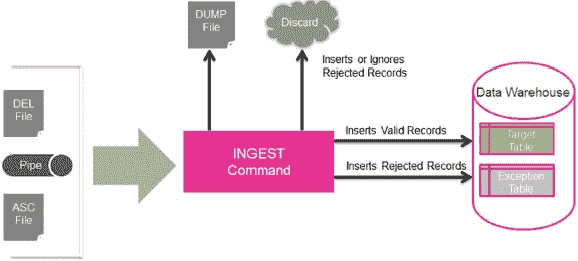 DUMP
File
Discard
Inserts or Ignores
Rejected Records
DEL
File
Pipe
ASC
File
INGEST
Command
Inserts Valid Records
Inserts Rejected Records
Data Warehouse
Target
Table
Exception
Table